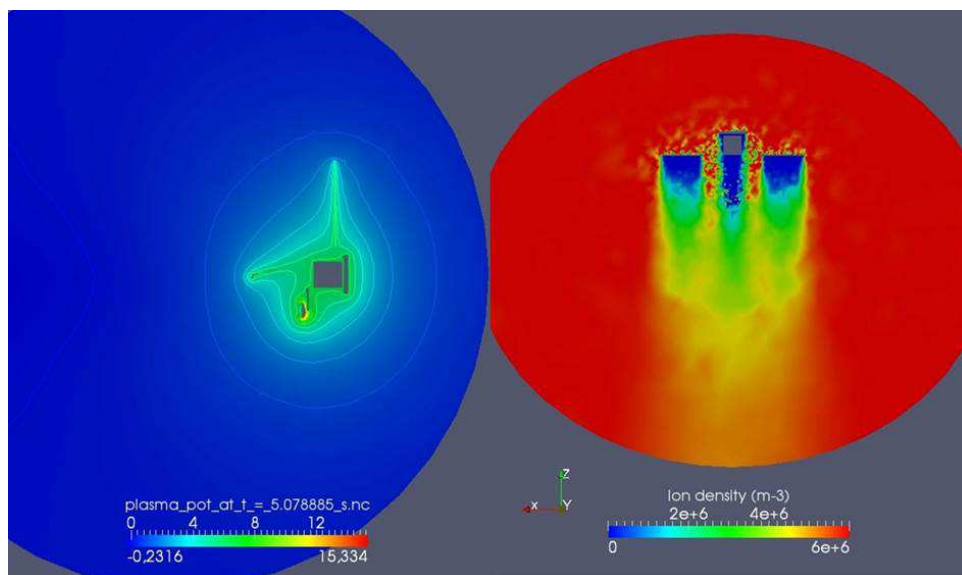 plasma_pot_at_t_=_5.078885_s.nc
0 4 8 12
-0,2316 15,334
Z
X Y
Ion density (m-3)
2e+6 4e+6
0 6e+6